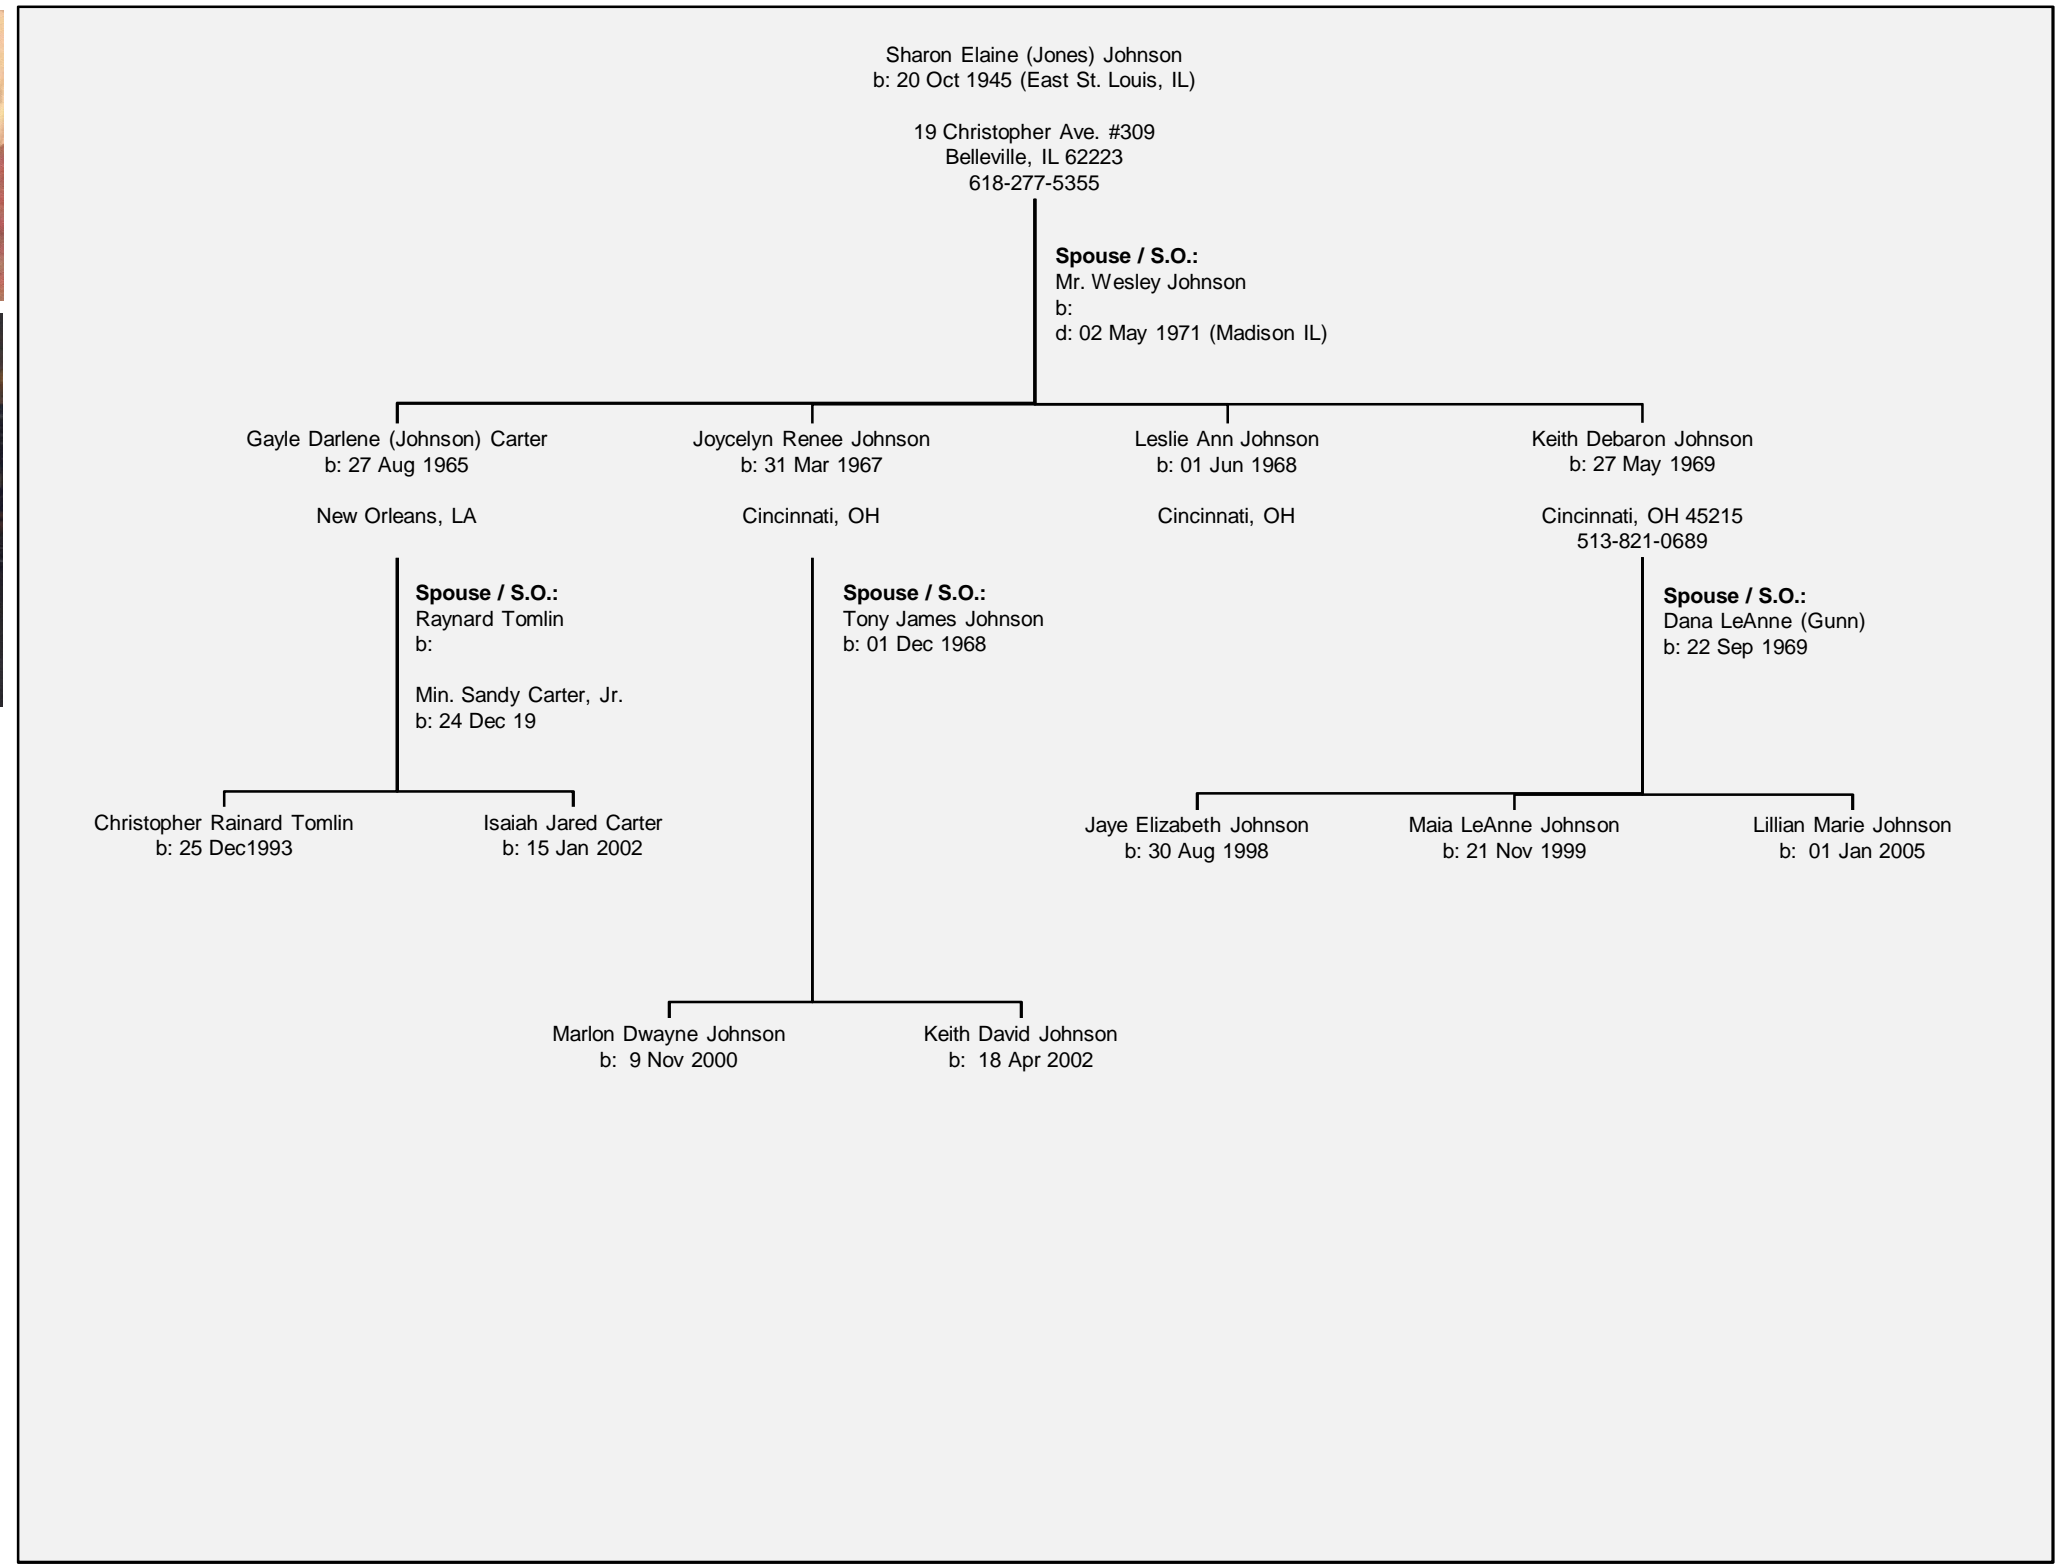 Sharon Elaine (Jones) Johnson
b: 20 Oct 1945 (East St. Louis, IL)
19 Christopher Ave. #309
Belleville, IL 62223
618-277-5355
Spouse / S.O.:
Mr. Wesley Johnson
b:
d: 02 May 1971 (Madison IL)
Gayle Darlene (Johnson) Carter
b: 27 Aug 1965
New Orleans, LA
Joycelyn Renee Johnson
b: 31 Mar 1967
Cincinnati, OH
Leslie Ann Johnson
b: 01 Jun 1968
Cincinnati, OH
Keith Debaron Johnson
b: 27 May 1969
Cincinnati, OH 45215
513-821-0689
Spouse / S.O.:
Raynard Tomlin
b:
Min. Sandy Carter, Jr.
b: 24 Dec 19
Spouse / S.O.:
Tony James Johnson
b: 01 Dec 1968
Spouse / S.O.:
Dana LeAnne (Gunn)
b: 22 Sep 1969
Christopher Rainard Tomlin
b: 25 Dec1993
Isaiah Jared Carter
b: 15 Jan 2002
Jaye Elizabeth Johnson
b: 30 Aug 1998
Maia LeAnne Johnson
b: 21 Nov 1999
Lillian Marie Johnson
b:  01 Jan 2005
Marlon Dwayne Johnson
b:  9 Nov 2000
Keith David Johnson
b:  18 Apr 2002